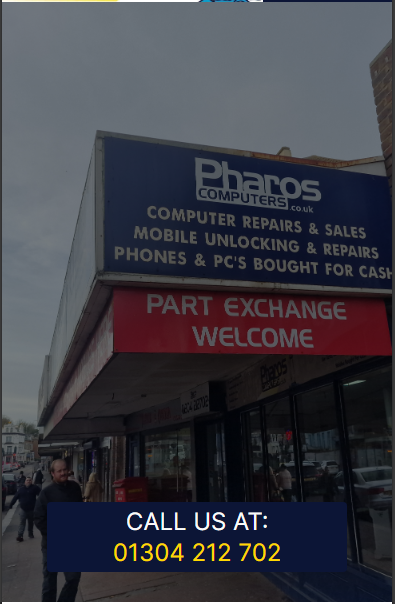 Pharos
COMPUTERS.co.uk
COMPUTER REPAIRS & SALES
MOBILE UNLOCKING & REPAIRS
PHONES & PC'S BOUGHT FOR CASH
PART EXCHANGE
WELCOME
Pharos
CALL US AT:
01304 212 702